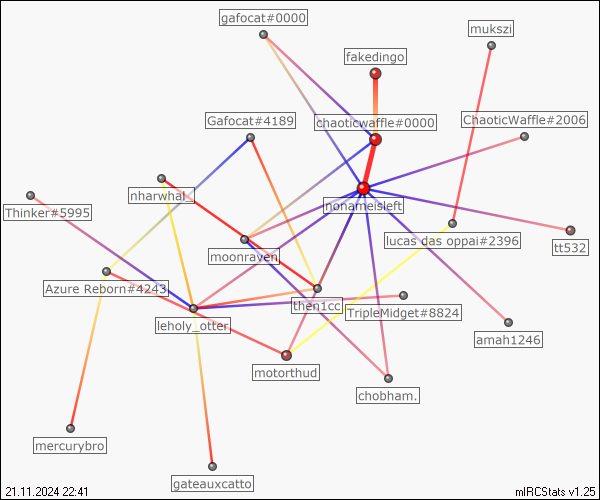 gafocat#0000
mukszi
fakedingo
Gafocat#4189
chaoticwaffle#0000
ChaoticWaffle#2006
nharwhal.
Thinker#5995
nonameisleft
lucas das oppai#2396
tt532
moonraven.
Azure Reborn#4243
then1cc
TripleMidget#8824
leholy_otter
amah1246
motorthud
chobham.
mercurybro
gateauxcatto
21.11.2024 22:41
mIRCStats v1.25